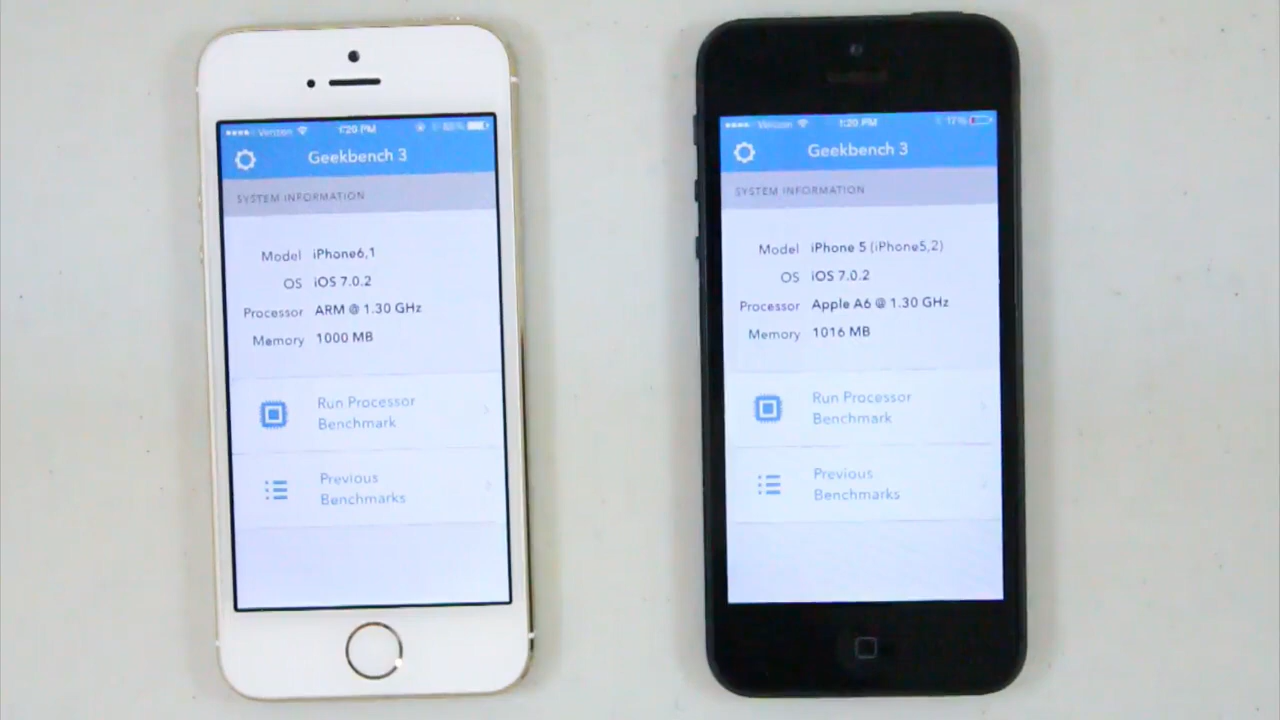 Verizon 1:20 PM
Geekbench 3
SYSTEM INFORMATION
Model iPhone6,1
OS iOS 7.0.2
Processor ARM @ 1.30 GHz
Memory 1000 MB
Run Processor
Benchmark
Previous
Benchmarks
Verizon 1:20 PM 17%
Geekbench 3
SYSTEM INFORMATION
Model iPhone 5 (iPhone5,2)
OS iOS 7.0.2
Processor Apple A6 @ 1.30 GHz
Memory 1016 MB
Run Processor
Benchmark
Previous
Benchmarks